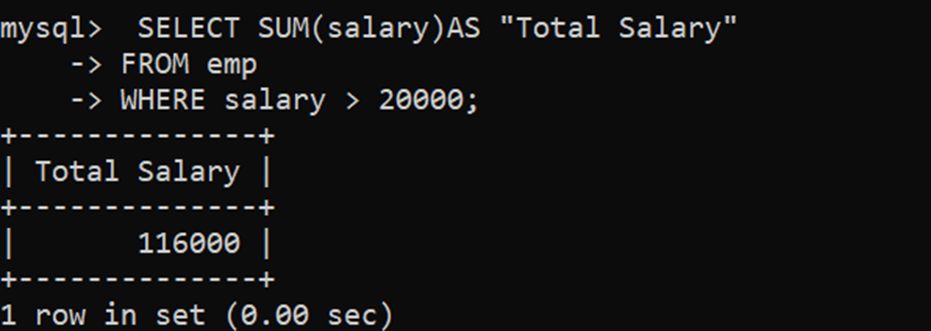 mysql>  SELECT SUM(salary)AS "Total Salary"
    -> FROM emp
    -> WHERE salary > 20000;
+--------------+
| Total Salary |
+--------------+
|       116000 |
+--------------+
1 row in set (0.00 sec)